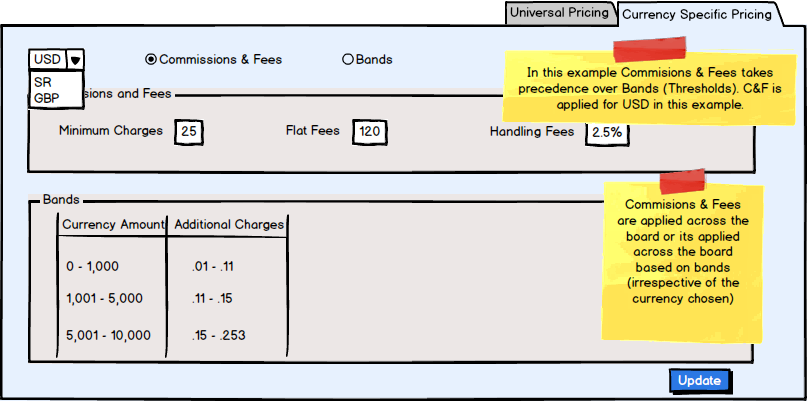 Universal Pricing
Currency Specific Pricing
USD
Commissions & Fees
Bands
SR
GBP
sions and Fees
Minimum Charges
25
Flat Fees
120
Handling Fees
2.5%
In this example Commisions & Fees takes
precedence over Bands (Thresholds). C&F is
applied for USD in this example.
Bands
Currency Amount
Additional Charges
0 - 1,000
.01 - .11
1,001 - 5,000
.11 - .15
5,001 - 10,000
.15 - .253
Commisions & Fees
are applied across the
board or its applied
across the board
based on bands
(irrespective of the
currency chosen)
Update